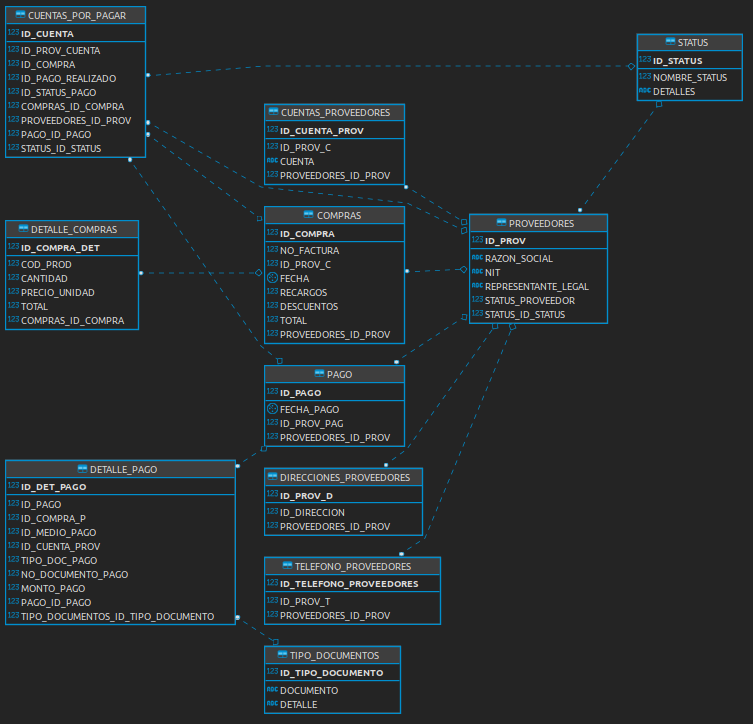 CUENTAS_POR_PAGAR
123 ID_CUENTA
123 ID_PROV_CUENTA
123 ID_COMPRA
123 ID_PAGO_REALIZADO
123 ID_STATUS_PAGO
123 COMPRAS_ID_COMPRA
123 PROVEEDORES_ID_PROV
123 PAGO_ID_PAGO
123 STATUS_ID_STATUS
STATUS
123 ID_STATUS
123 NOMBRE_STATUS
ABC DETALLES
CUENTAS_PROVEEDORES
123 ID_CUENTA_PROV
123 ID_PROV_C
ABC CUENTA
123 PROVEEDORES_ID_PROV
DETALLE_COMPRAS
123 ID_COMPRA_DET
123 COD_PROD
123 CANTIDAD
123 PRECIO_UNIDAD
123 TOTAL
123 COMPRAS_ID_COMPRA
COMPRAS
123 ID_COMPRA
123 NO_FACTURA
123 ID_PROV_C
FECHA
123 RECARGOS
123 DESCUENTOS
123 TOTAL
123 PROVEEDORES_ID_PROV
PROVEEDORES
123 ID_PROV
ABC RAZON_SOCIAL
ABC NIT
ABC REPRESENTANTE_LEGAL
123 STATUS_PROVEEDOR
123 STATUS_ID_STATUS
PAGO
123 ID_PAGO
FECHA_PAGO
123 ID_PROV_PAG
123 PROVEEDORES_ID_PROV
DETALLE_PAGO
123 ID_DET_PAGO
123 ID_PAGO
123 ID_COMPRA_P
123 ID_MEDIO_PAGO
123 ID_CUENTA_PROV
123 TIPO_DOC_PAGO
123 NO_DOCUMENTO_PAGO
123 MONTO_PAGO
123 PAGO_ID_PAGO
123 TIPO_DOCUMENTOS_ID_TIPO_DOCUMENTO
DIRECCIONES_PROVEEDORES
123 ID_PROV_D
123 ID_DIRECCION
123 PROVEEDORES_ID_PROV
TELEFONO_PROVEEDORES
123 ID_TELEFONO_PROVEEDORES
123 ID_PROV_T
123 PROVEEDORES_ID_PROV
TIPO_DOCUMENTOS
123 ID_TIPO_DOCUMENTO
ABC DOCUMENTO
ABC DETALLE